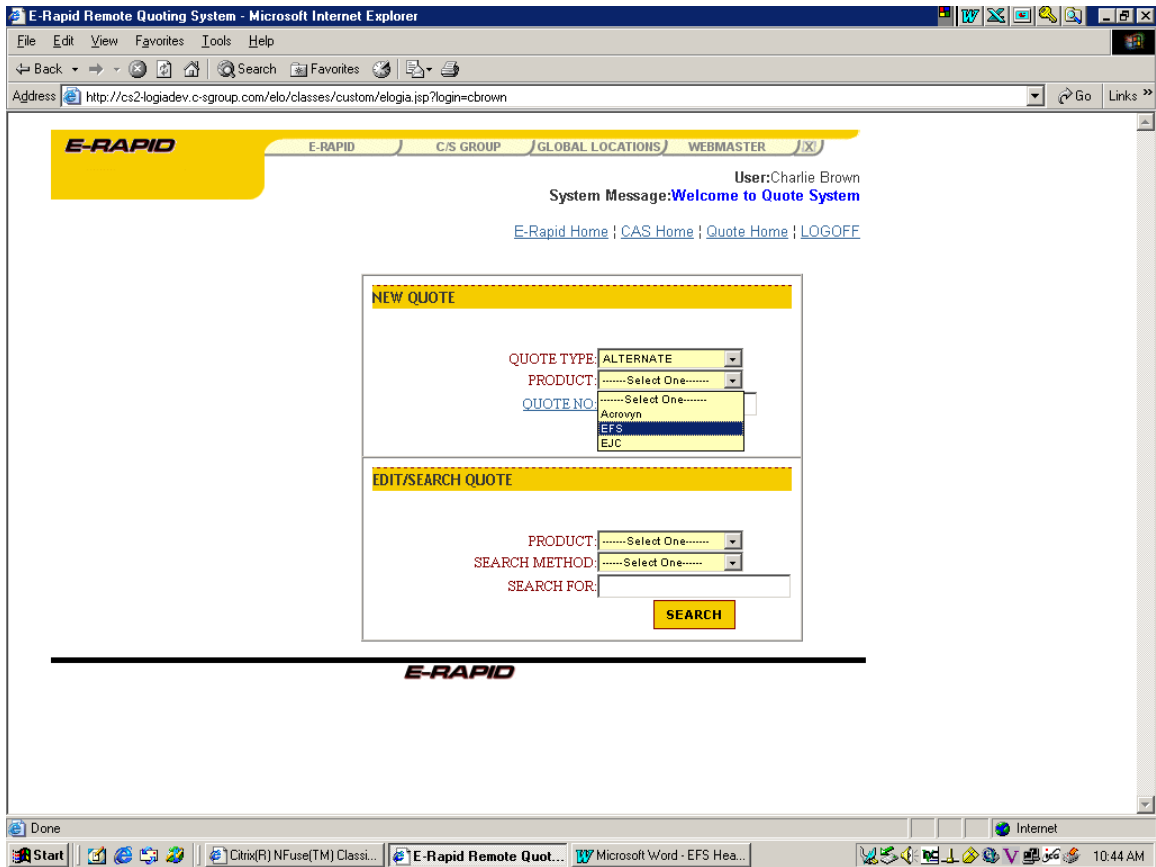 E-Rapid Remote Quoting System - Microsoft Internet Explorer
File Edit View Favorites Tools Help
Back Search Favorites
Address http://cs2-logiadev.c-sgroup.com/elo/classes/custom/elogia.jsp?login=cbrown Go Links »
E-RAPID E-RAPID C/S GROUP GLOBAL LOCATIONS WEBMASTER X
User:Charlie Brown
System Message:Welcome to Quote System
E-Rapid Home ¦ CAS Home ¦ Quote Home ¦ LOGOFF
NEW QUOTE
QUOTE TYPE: ALTERNATE
PRODUCT: -------Select One-------
QUOTE NO:
-------Select One-------
Acrovyn
EFS
EJC
EDIT/SEARCH QUOTE
PRODUCT: -------Select One-------
SEARCH METHOD: ------Select One------
SEARCH FOR:
SEARCH
E-RAPID
Done Internet
Start Citrix(R) NFuse(TM) Classi... E-Rapid Remote Quot... Microsoft Word - EFS Hea... 10:44 AM